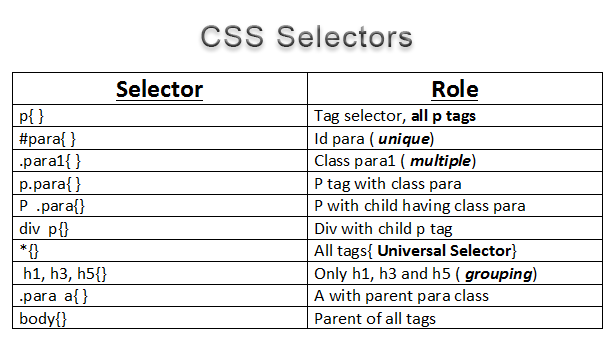 CSS Selectors
Selector Role
p{ } Tag selector, all p tags
#para{ } Id para ( unique)
.para1{ } Class para1 ( multiple)
p.para{ } P tag with class para
P .para{} P with child having class para
div p{} Div with child p tag
*{} All tags{ Universal Selector}
h1, h3, h5{} Only h1, h3 and h5 ( grouping)
.para a{ } A with parent para class
body{} Parent of all tags